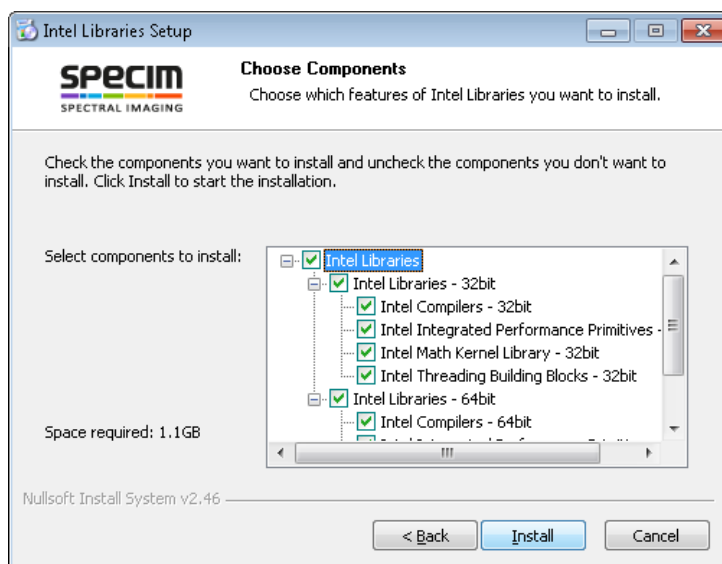 Intel Libraries Setup
SPECIM
SPECTRAL IMAGING
Choose Components
Choose which features of Intel Libraries you want to install.
Check the components you want to install and uncheck the components you don't want to
install. Click Install to start the installation.
Select components to install:
Intel Libraries
Intel Libraries - 32bit
Intel Compilers - 32bit
Intel Integrated Performance Primitives -
Intel Math Kernel Library - 32bit
Intel Threading Building Blocks - 32bit
Intel Libraries - 64bit
Intel Compilers - 64bit
Space required: 1.1GB
Nullsoft Install System v2.46
< Back
Install
Cancel